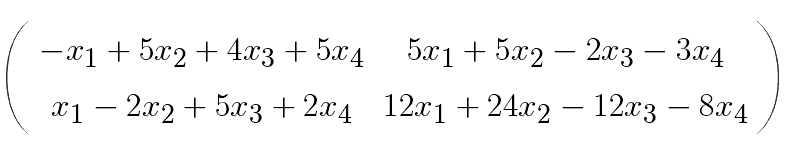 −x₁ + 5x₂ + 4x₃ + 5x₄    5x₁ + 5x₂ − 2x₃ − 3x₄
x₁ − 2x₂ + 5x₃ + 2x₄    12x₁ + 24x₂ − 12x₃ − 8x₄